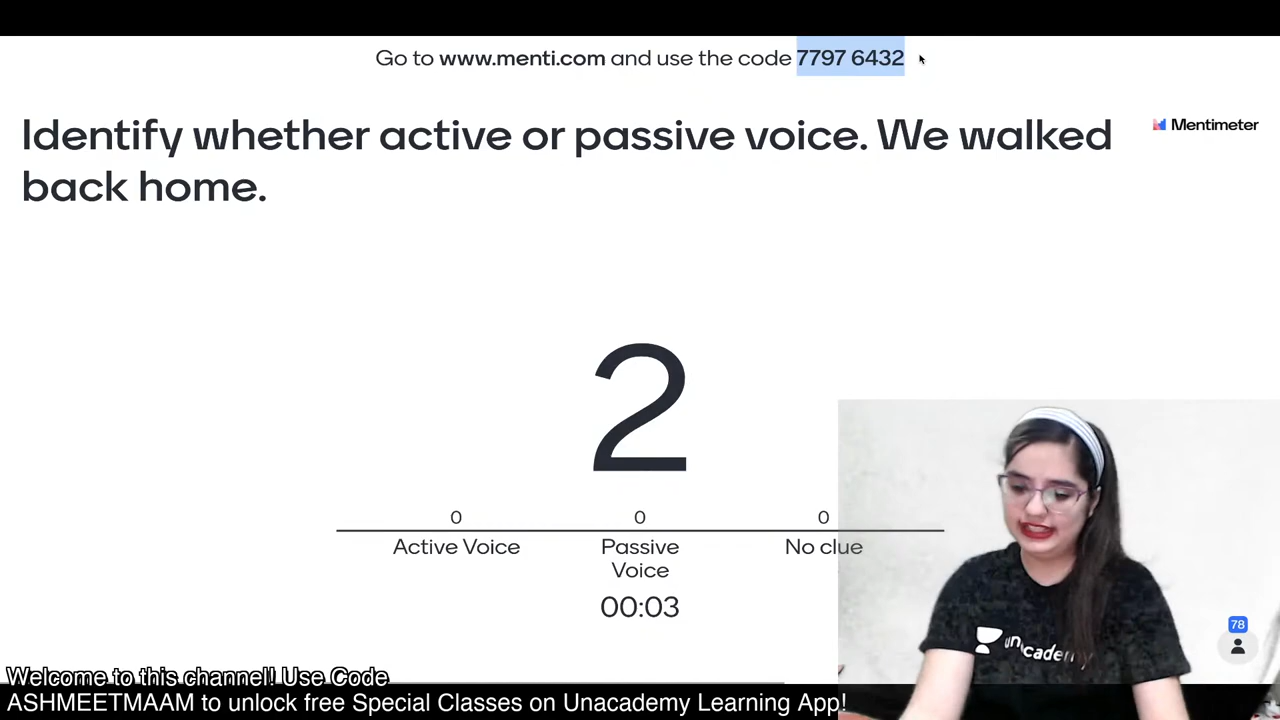 Go to www.menti.com and use the code 7797 6432
Identify whether active or passive voice. We walked
back home.
Mentimeter
2
0 0 0
Active Voice Passive No clue
Voice
00:03
unacademy
78
Welcome to this channel! Use Code
ASHMEETMAAM to unlock free Special Classes on Unacademy Learning App!